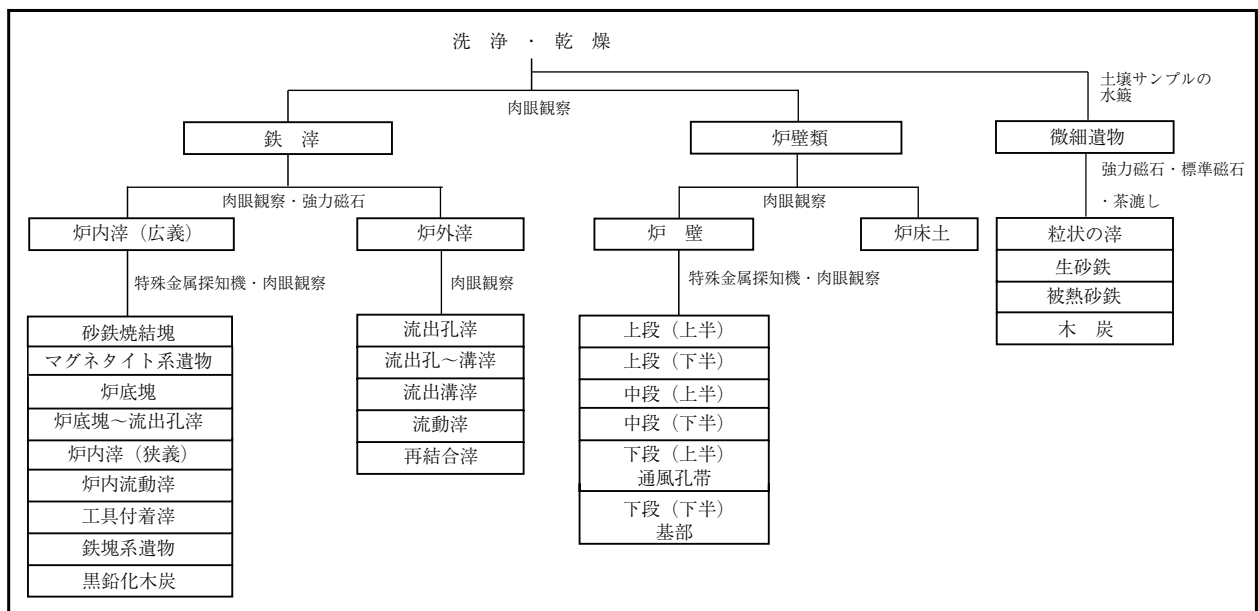 洗 浄 ・ 乾 燥
土壌サンプルの
水簸
肉眼観察
鉄 滓
炉壁類
微細遺物
肉眼観察・強力磁石
肉眼観察
強力磁石・標準磁石
・茶漉し
炉内滓（広義）
炉外滓
炉 壁
炉床土
特殊金属探知機・肉眼観察
肉眼観察
特殊金属探知機・肉眼観察
砂鉄焼結塊
マグネタイト系遺物
炉底塊
炉底塊～流出孔滓
炉内滓（狭義）
炉内流動滓
工具付着滓
鉄塊系遺物
黒鉛化木炭
流出孔滓
流出孔～溝滓
流出溝滓
流動滓
再結合滓
上段（上半）
上段（下半）
中段（上半）
中段（下半）
下段（上半）
通風孔帯
下段（下半）
基部
粒状の滓
生砂鉄
被熱砂鉄
木 炭